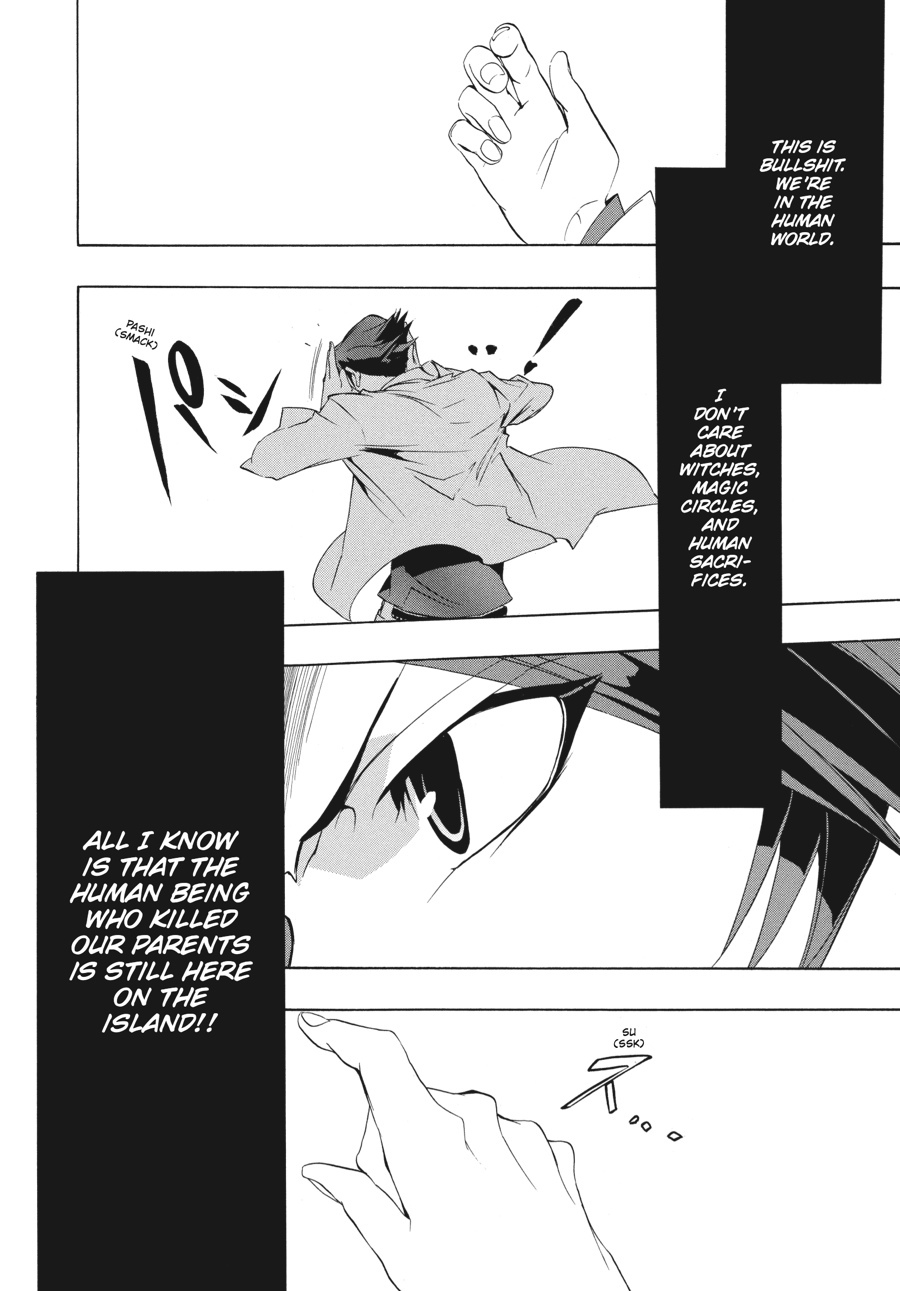 THIS IS
BULLSHIT.
WE'RE
IN THE
HUMAN
WORLD.
PASHI
(SMACK)
パシ
!
I
DON'T
CARE
ABOUT
WITCHES,
MAGIC
CIRCLES,
AND
HUMAN
SACRI-
FICES.
ALL I KNOW
IS THAT THE
HUMAN BEING
WHO KILLED
OUR PARENTS
IS STILL HERE
ON THE
ISLAND!!
SU
(SSK)
ス...